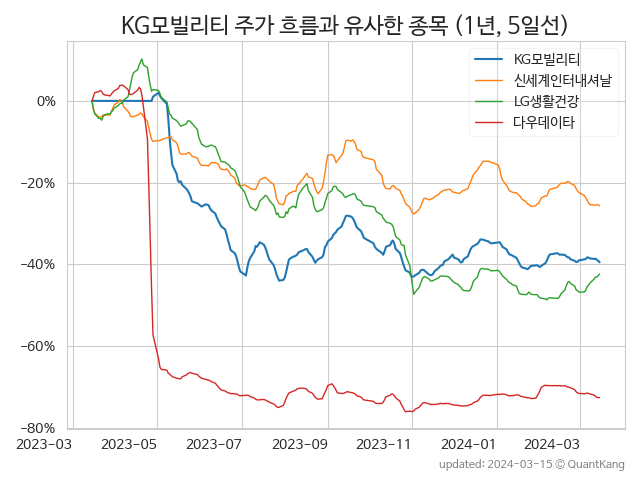 KG모빌리티 주가 흐름과 유사한 종목 (1년, 5일선)
KG모빌리티
신세계인터내셔날
LG생활건강
다우데이타
0%
−20%
−40%
−60%
−80%
2023-03 2023-05 2023-07 2023-09 2023-11 2024-01 2024-03
updated: 2024-03-15 © QuantKang